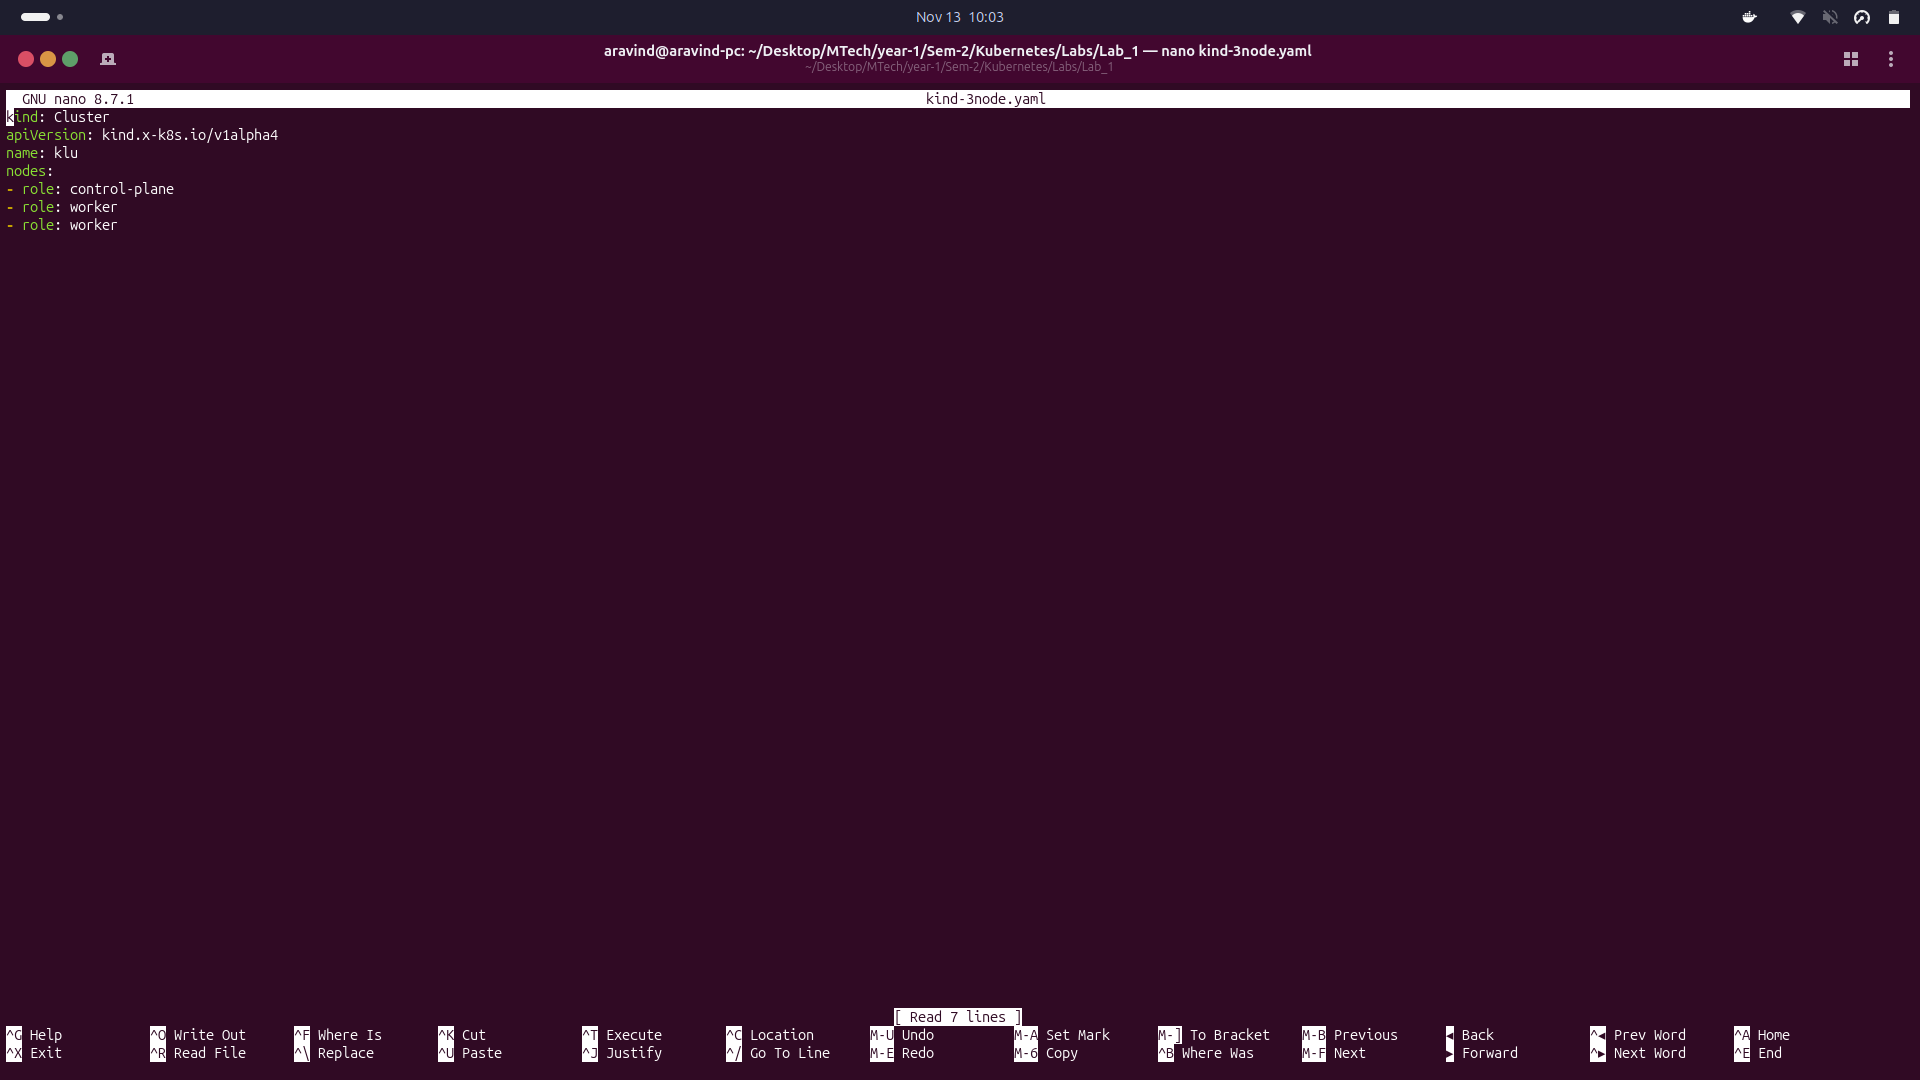 Nov 13 10:03
aravind@aravind-pc: ~/Desktop/MTech/year-1/Sem-2/Kubernetes/Labs/Lab_1 — nano kind-3node.yaml
~/Desktop/MTech/year-1/Sem-2/Kubernetes/Labs/Lab_1
GNU nano 8.7.1 kind-3node.yaml
kind: Cluster
apiVersion: kind.x-k8s.io/v1alpha4
name: klu
nodes:
- role: control-plane
- role: worker
- role: worker
[ Read 7 lines ]
^G Help ^O Write Out ^F Where Is ^K Cut ^T Execute ^C Location M-U Undo M-A Set Mark M-] To Bracket M-B Previous ◂ Back ^◂ Prev Word ^A Home
^X Exit ^R Read File ^\ Replace ^U Paste ^J Justify ^/ Go To Line M-E Redo M-6 Copy ^B Where Was M-F Next ▸ Forward ^▸ Next Word ^E End